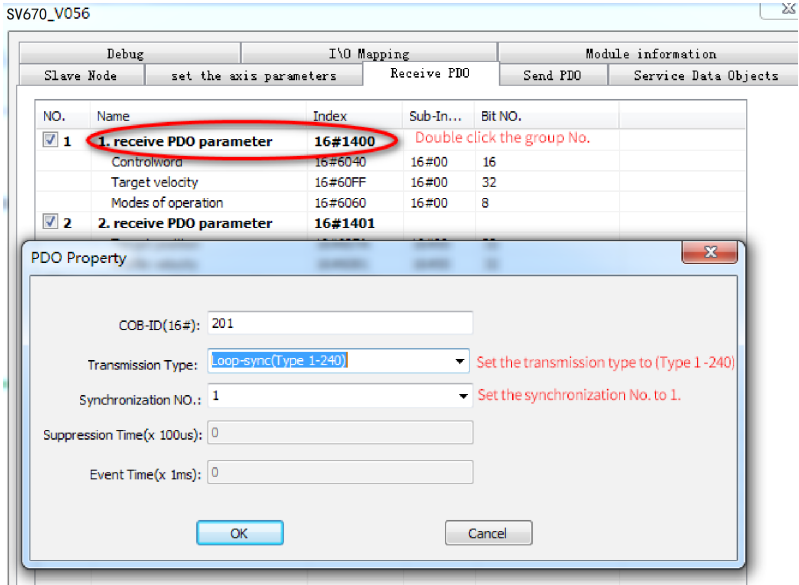 SV670_V056
Debug I\O Mapping Module information
Slave Node set the axis parameters Receive PDO Send PDO Service Data Objects
NO. Name Index Sub-In... Bit NO.
1 1. receive PDO parameter 16#1400 Double click the group No.
Controlword 16#6040 16#00 16
Target velocity 16#60FF 16#00 32
Modes of operation 16#6060 16#00 8
2 2. receive PDO parameter 16#1401
PDO Property
COB-ID(16#): 201
Transmission Type: Loop-sync(Type 1-240) Set the transmission type to (Type 1-240)
Synchronization NO.: 1 Set the synchronization No. to 1.
Suppression Time(x 100us): 0
Event Time(x 1ms): 0
OK Cancel